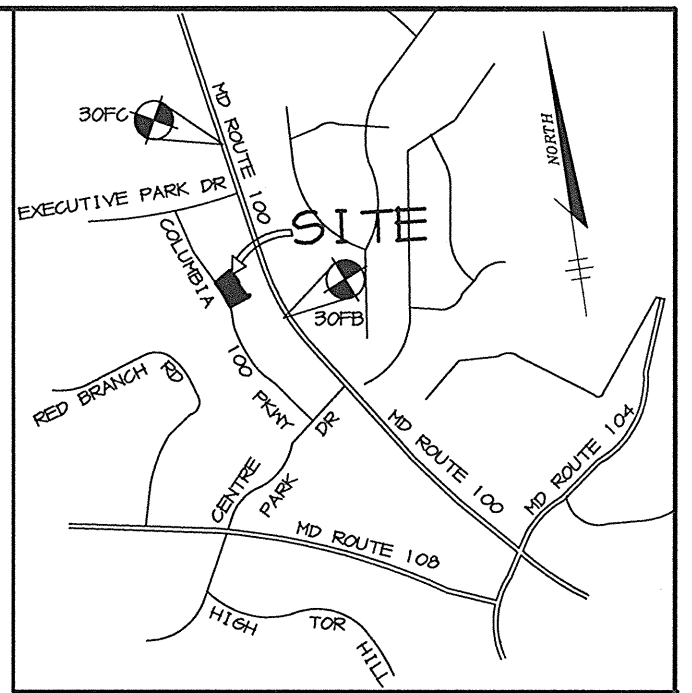 MD ROUTE 100
30FC
NORTH
EXECUTIVE PARK DR
SITE
COLUMBIA
100 PKWY
30FB
RED BRANCH RD
DR
CENTRE
PARK
MD ROUTE 100
MD ROUTE 104
MD ROUTE 108
HIGH TOR
HILL